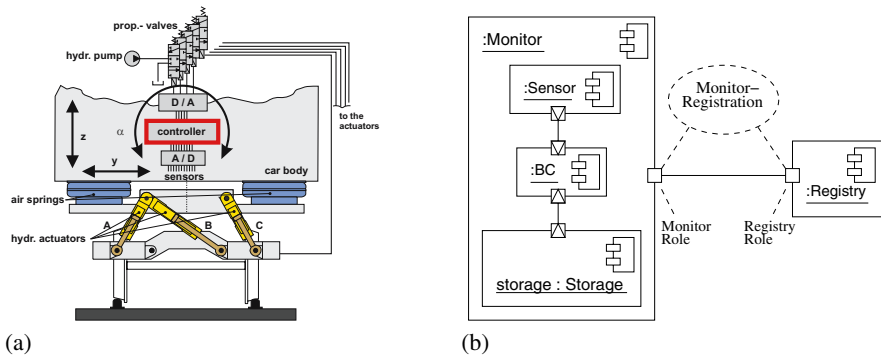 prop.- valves
hydr. pump
D / A
α
controller
z
to the
actuators
A / D
y
sensors
car body
air springs
hydr. actuators
A
B
C
(a)
:Monitor
:Sensor
:BC
storage : Storage
Monitor–
Registration
:Registry
Monitor
Role
Registry
Role
(b)